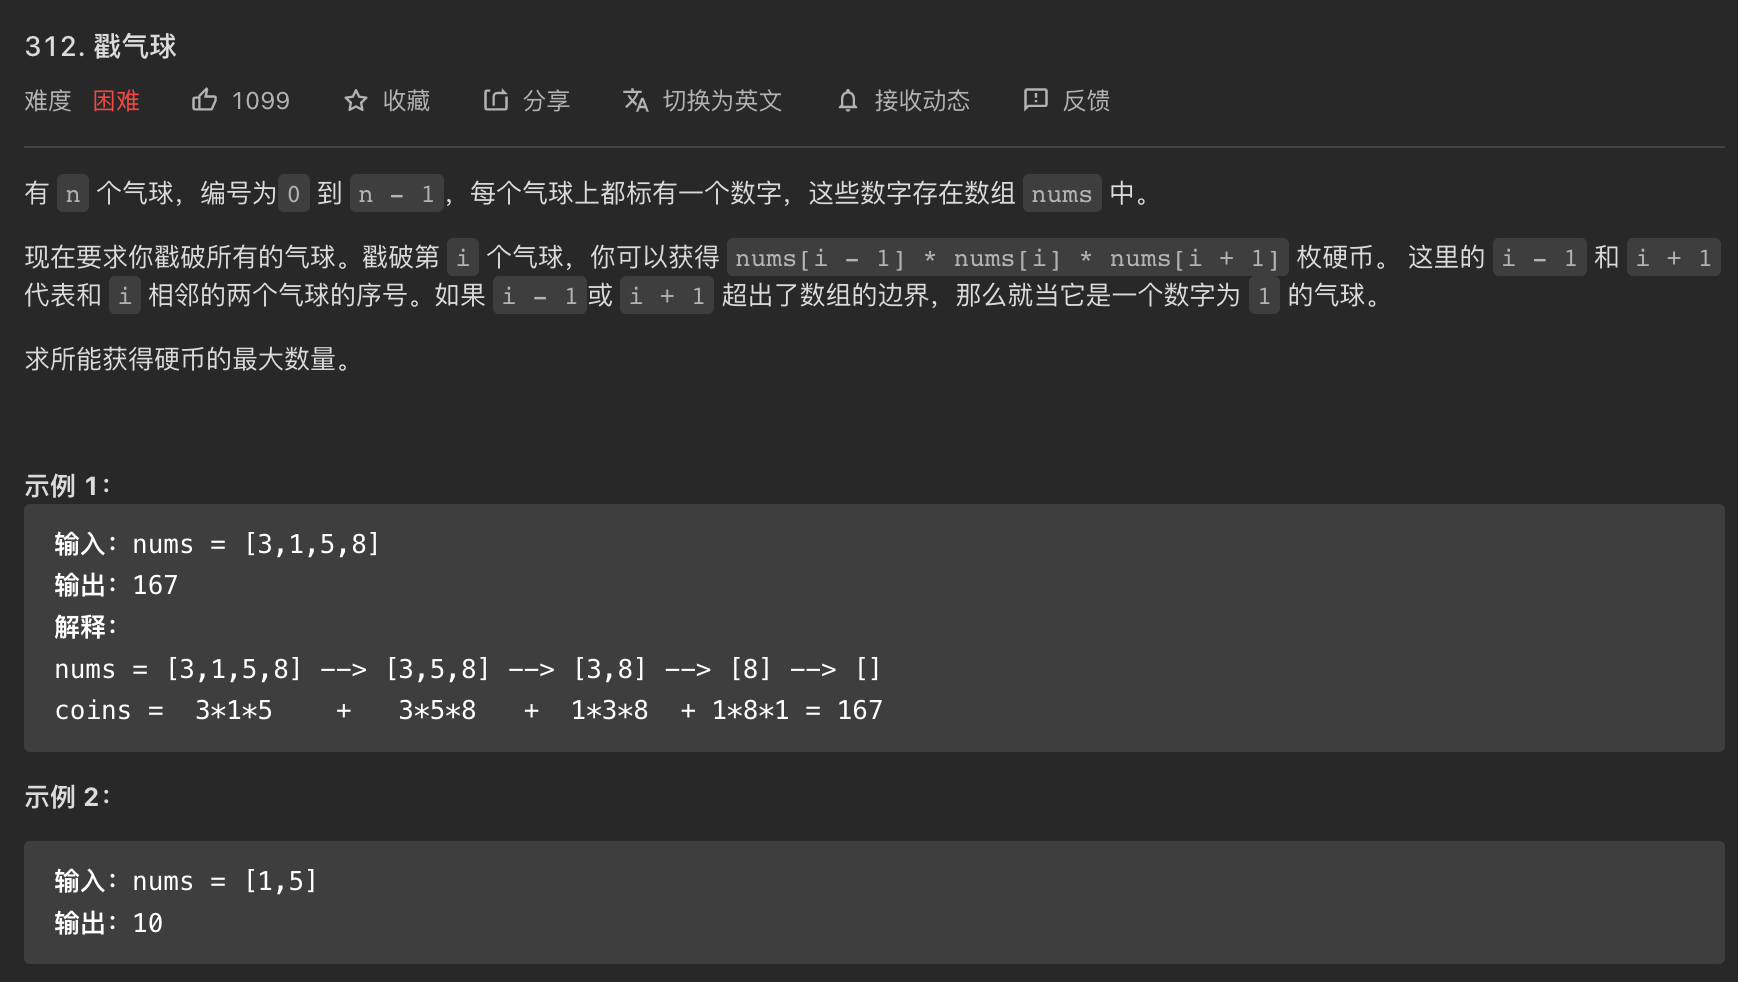 312. 戳气球
难度 困难 1099 收藏 分享 切换为英文 接收动态 反馈
有 n 个气球，编号为 0 到 n - 1，每个气球上都标有一个数字，这些数字存在数组 nums 中。
现在要求你戳破所有的气球。戳破第 i 个气球，你可以获得 nums[i - 1] * nums[i] * nums[i + 1] 枚硬币。 这里的 i - 1 和 i + 1
代表和 i 相邻的两个气球的序号。如果 i - 1 或 i + 1 超出了数组的边界，那么就当它是一个数字为 1 的气球。
求所能获得硬币的最大数量。
示例 1：
输入：nums = [3,1,5,8]
输出：167
解释：
nums = [3,1,5,8] --> [3,5,8] --> [3,8] --> [8] --> []
coins =  3*1*5    +   3*5*8   +  1*3*8  + 1*8*1 = 167
示例 2：
输入：nums = [1,5]
输出：10